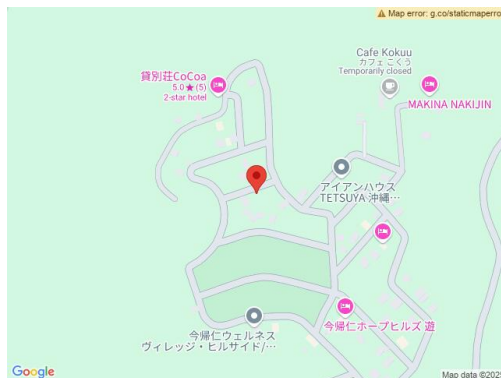 Map error: g.co/staticmaperro
Cafe Kokuu
カフェ こくう
Temporarily closed
貸別荘CoCoa
5.0★(5)
2-star hotel
MAKINA NAKIJIN
アイアンハウス
TETSUYA 沖縄…
今帰仁ホープヒルズ 遊
今帰仁ウェルネス
ヴィレッジ・ヒルサイド/…
Google
Map data ©2025